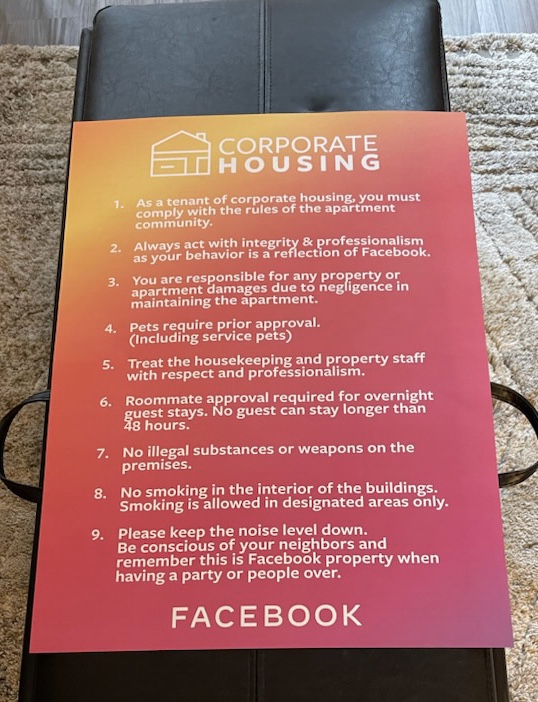 CORPORATE
HOUSING
1. As a tenant of corporate housing, you must
comply with the rules of the apartment
community.
2. Always act with integrity & professionalism
as your behavior is a reflection of Facebook.
3. You are responsible for any property or
apartment damages due to negligence in
maintaining the apartment.
4. Pets require prior approval.
(Including service pets)
5. Treat the housekeeping and property staff
with respect and professionalism.
6. Roommate approval required for overnight
guest stays. No guest can stay longer than
48 hours.
7. No illegal substances or weapons on the
premises.
8. No smoking in the interior of the buildings.
Smoking is allowed in designated areas only.
9. Please keep the noise level down.
Be conscious of your neighbors and
remember this is Facebook property when
having a party or people over.
FACEBOOK